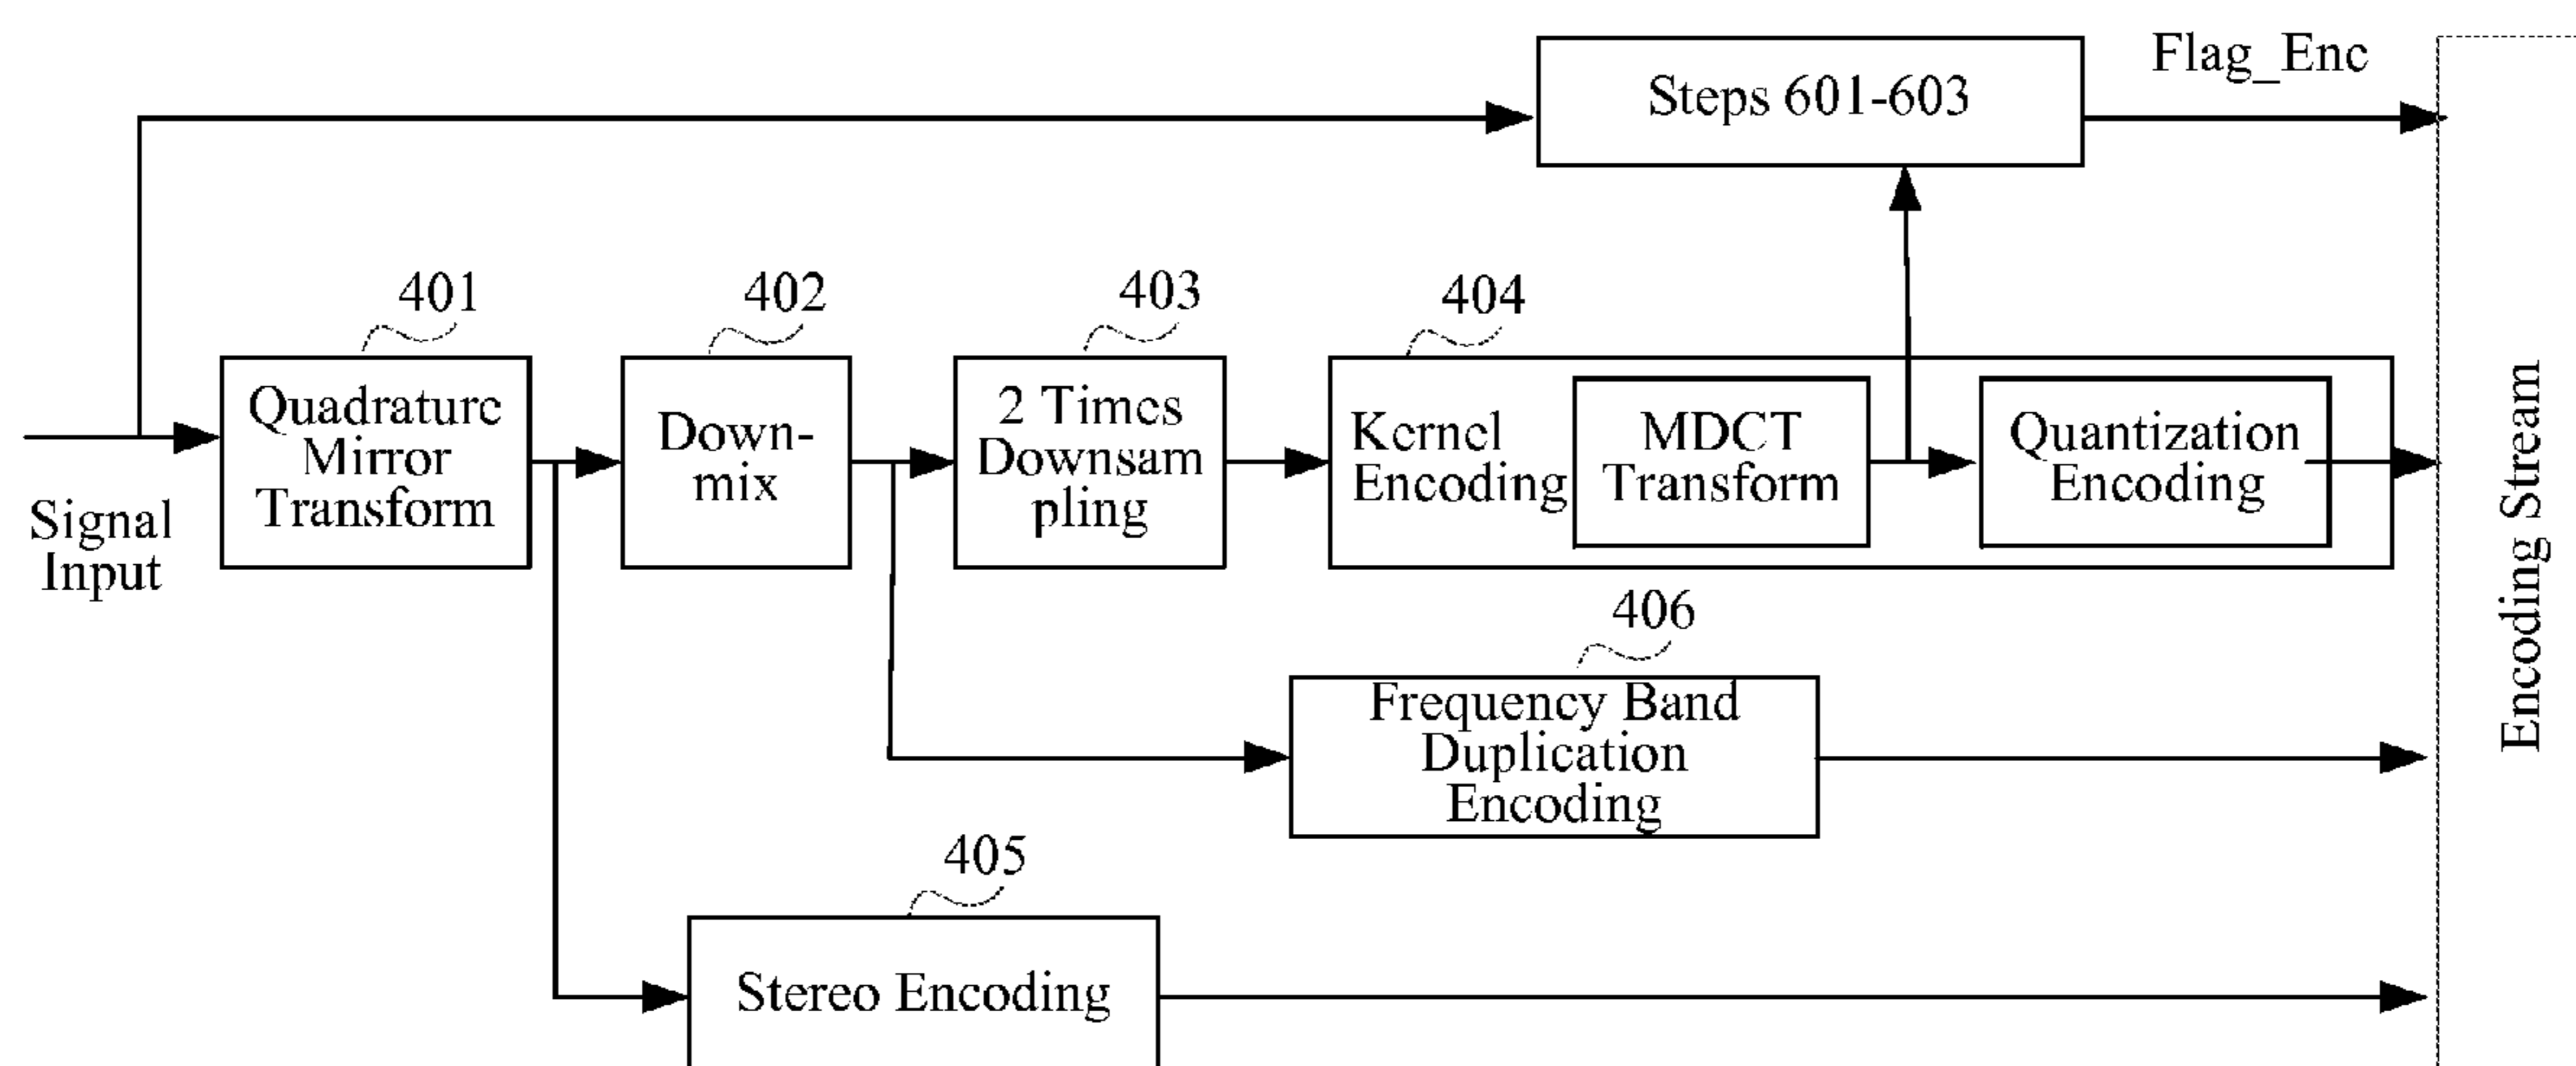 Flag_Enc
Steps 601-603
401
402
403
404
Quadrature
Mirror
Transform
Down-
mix
2 Times
Downsam
pling
Kernel
Encoding
MDCT
Transform
Quantization
Encoding
Signal
Input
406
Frequency Band
Duplication
Encoding
405
Stereo Encoding
Encoding Stream